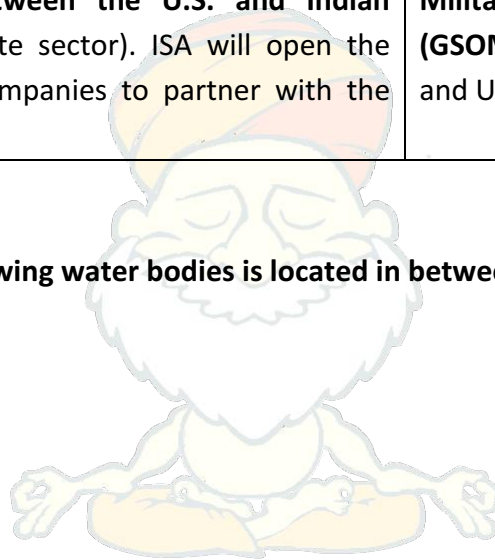 between the U.S. and Indian
te sector). ISA will open the
mpanies to partner with the
Milita
(GSOM
and U
wing water bodies is located in betwee